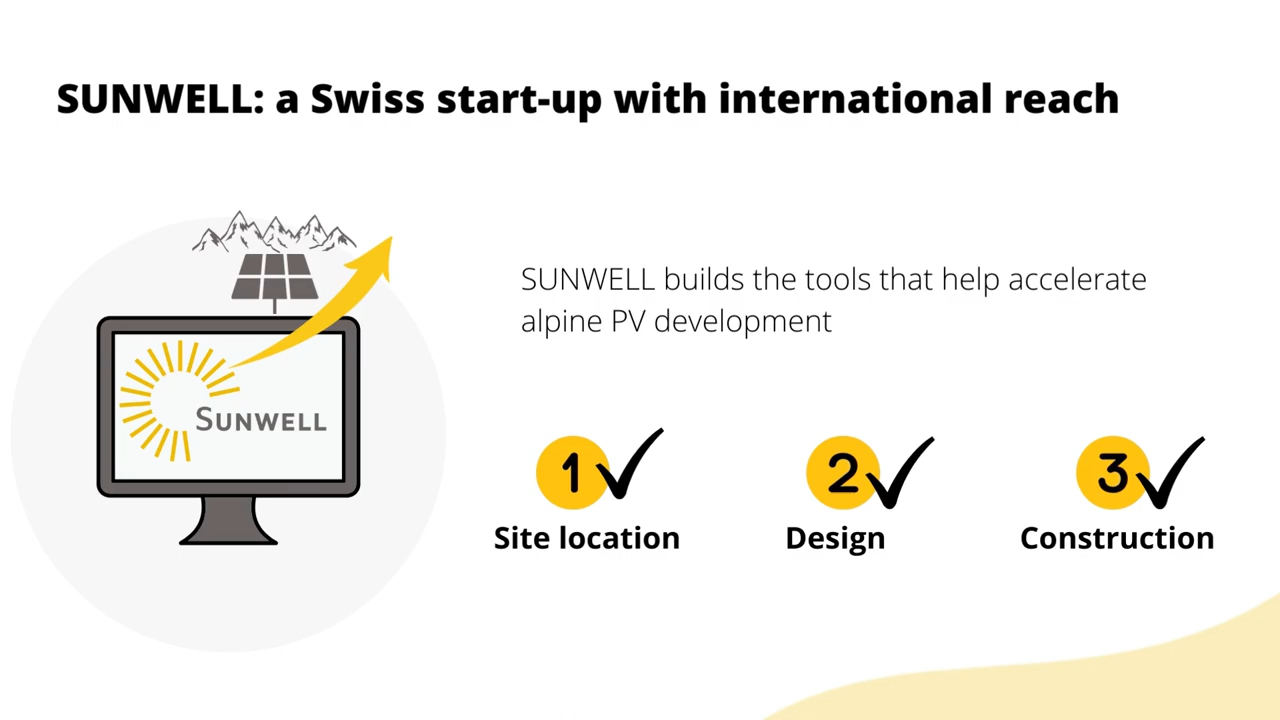 SUNWELL: a Swiss start-up with international reach
SUNWELL builds the tools that help accelerate
alpine PV development
SUNWELL
1
2
3
Site location
Design
Construction